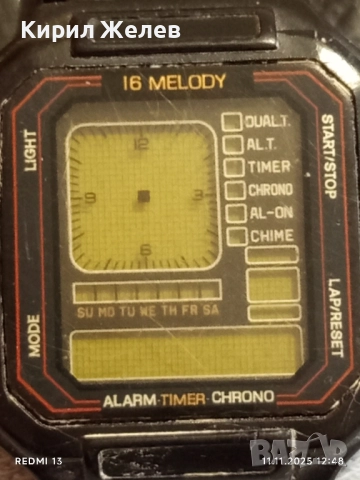 Кирил Желев
16 MELODY
LIGHT
START/STOP
DUAL.T.
AL.T.
TIMER
CHRONO
AL-ON
CHIME
12
9
3
6
SU MO TU WE TH FR SA
MODE
LAP/RESET
ALARM·TIMER·CHRONO
REDMI 13
11.11.2025 12:48
BAZAR